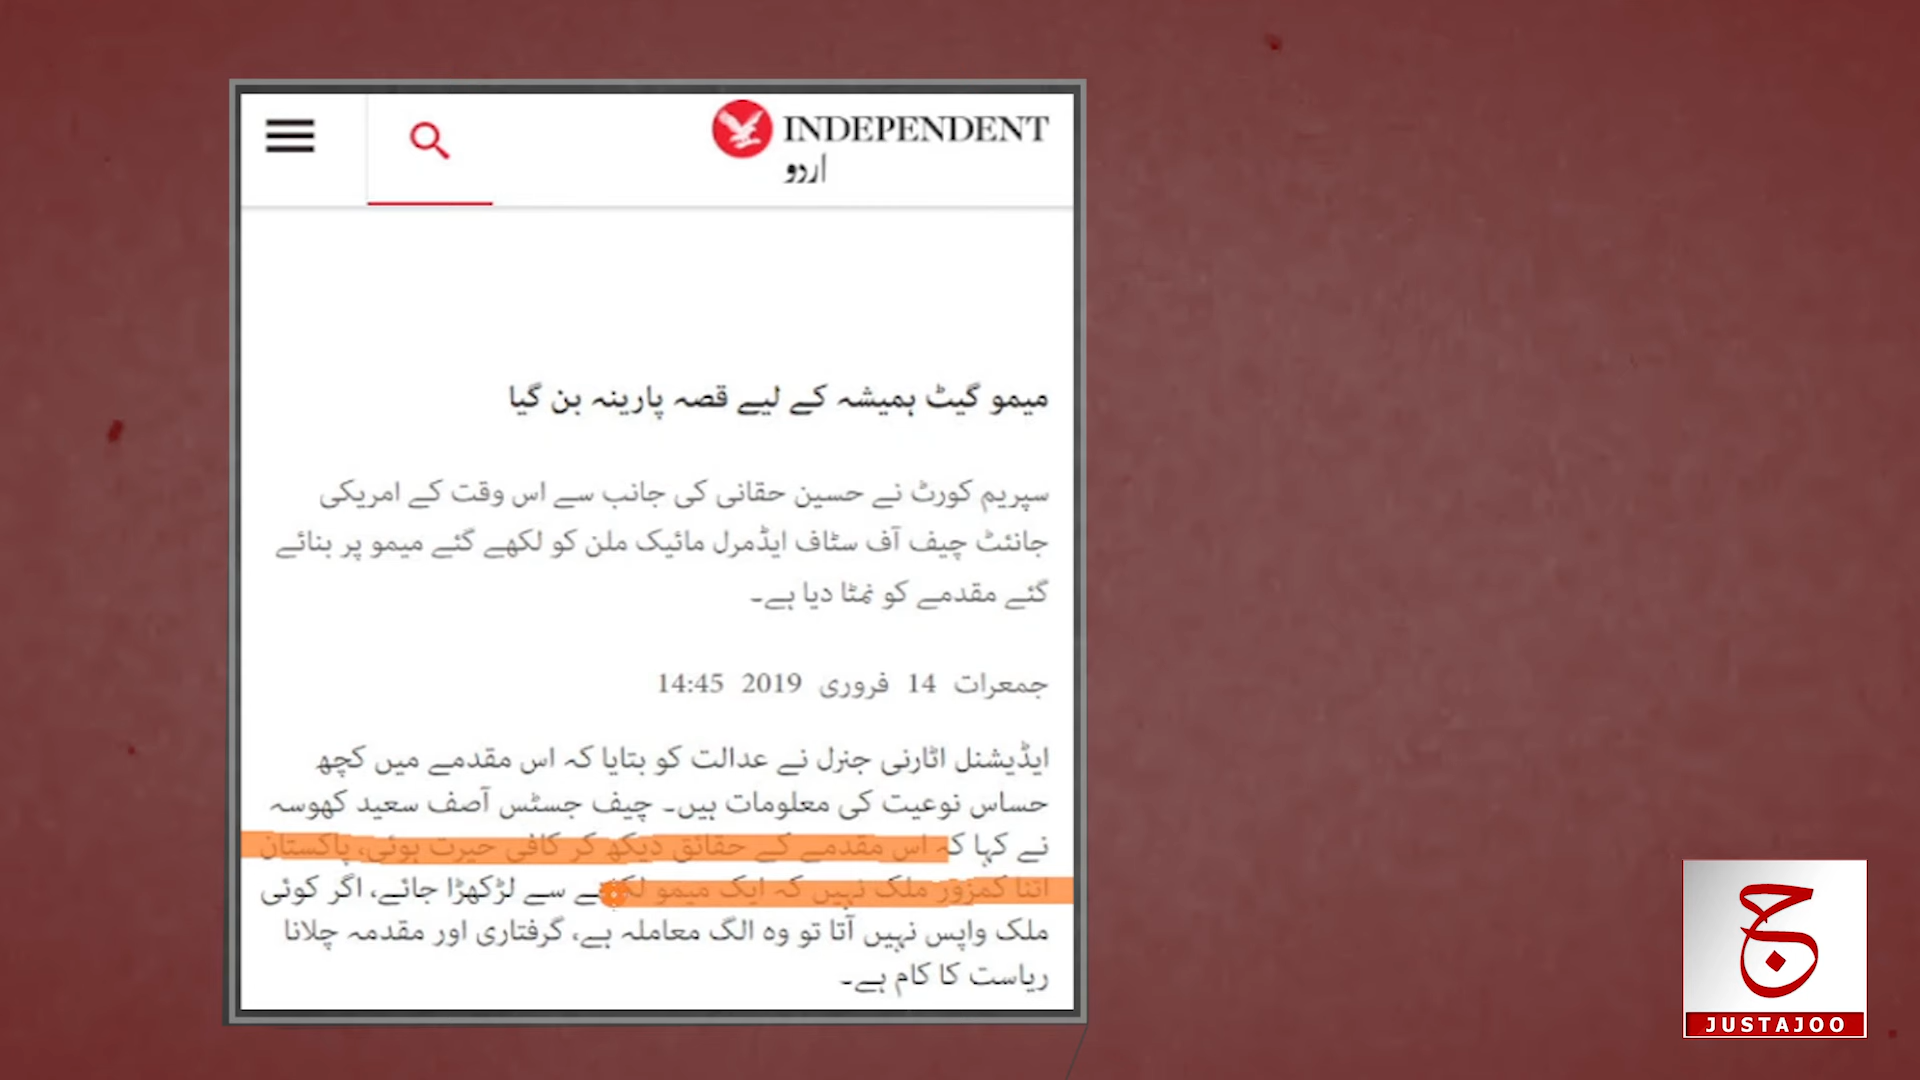 INDEPENDENT
اردو
میمو گیٹ ہمیشہ کے لیے قصہ پارینہ بن گیا
سپریم کورٹ نے حسین حقانی کی جانب سے اس وقت کے امریکی
جانئٹ چیف آف سٹاف ایڈمرل مائیک ملن کو لکھے گئے میمو پر بنائے
گئے مقدمے کو نمٹا دیا ہے۔
جمعرات 14 فروری 2019 14:45
ایڈیشنل اٹارنی جنرل نے عدالت کو بتایا کہ اس مقدمے میں کچھ
حساس نوعیت کی معلومات ہیں۔ چیف جسٹس آصف سعید کھوسہ
نے کہا کہ اس مقدمے کے حقائق دیکھ کر کافی حیرت ہوئی، پاکستان
اتنا کمزور ملک نہیں کہ ایک میمو لکھنے سے لڑکھڑا جائے، اگر کوئی
ملک واپس نہیں آتا تو وہ الگ معاملہ ہے، گرفتاری اور مقدمہ چلانا
ریاست کا کام ہے۔
ج
JUSTAJOO